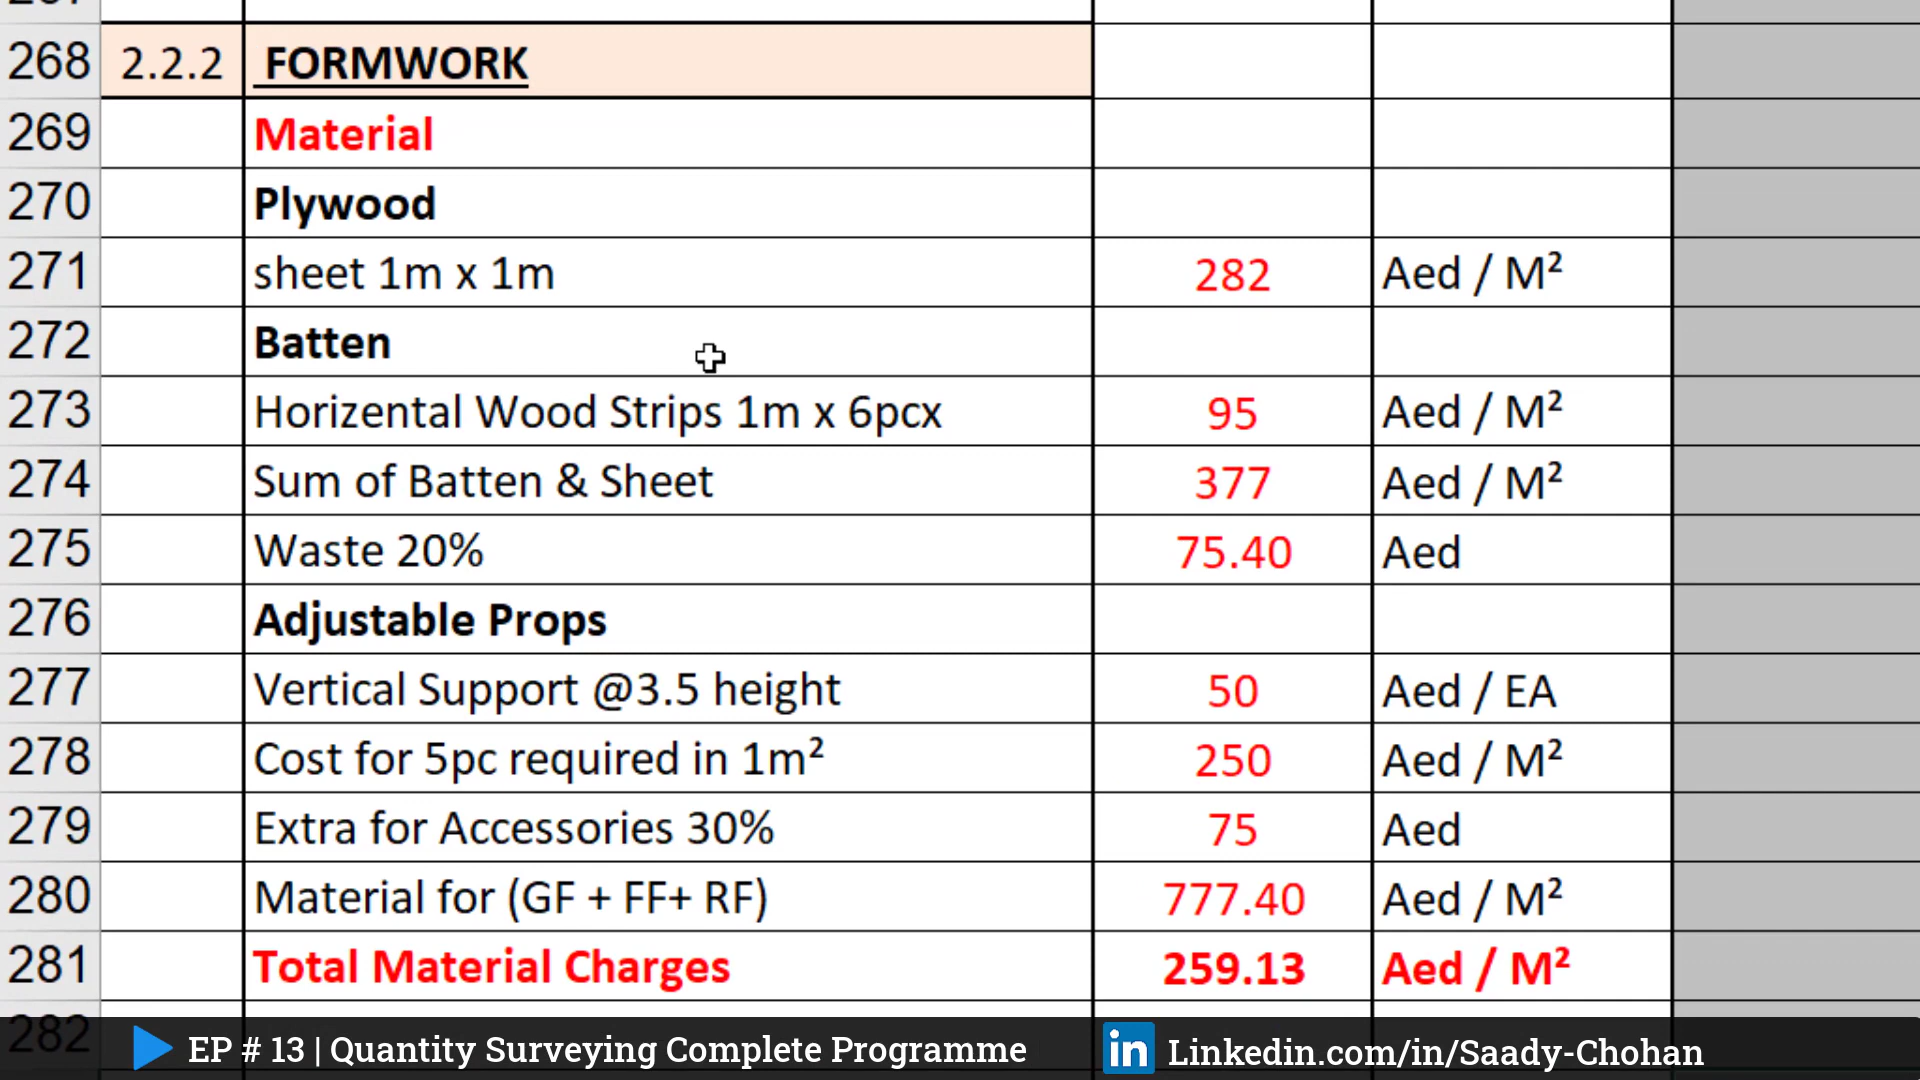 268 2.2.2 FORMWORK
269 Material
270 Plywood
271 sheet 1m x 1m 282 Aed / M²
272 Batten
273 Horizental Wood Strips 1m x 6pcx 95 Aed / M²
274 Sum of Batten & Sheet 377 Aed / M²
275 Waste 20% 75.40 Aed
276 Adjustable Props
277 Vertical Support @3.5 height 50 Aed / EA
278 Cost for 5pc required in 1m² 250 Aed / M²
279 Extra for Accessories 30% 75 Aed
280 Material for (GF + FF+ RF) 777.40 Aed / M²
281 Total Material Charges 259.13 Aed / M²
282
EP # 13 | Quantity Surveying Complete Programme in Linkedin.com/in/Saady-Chohan